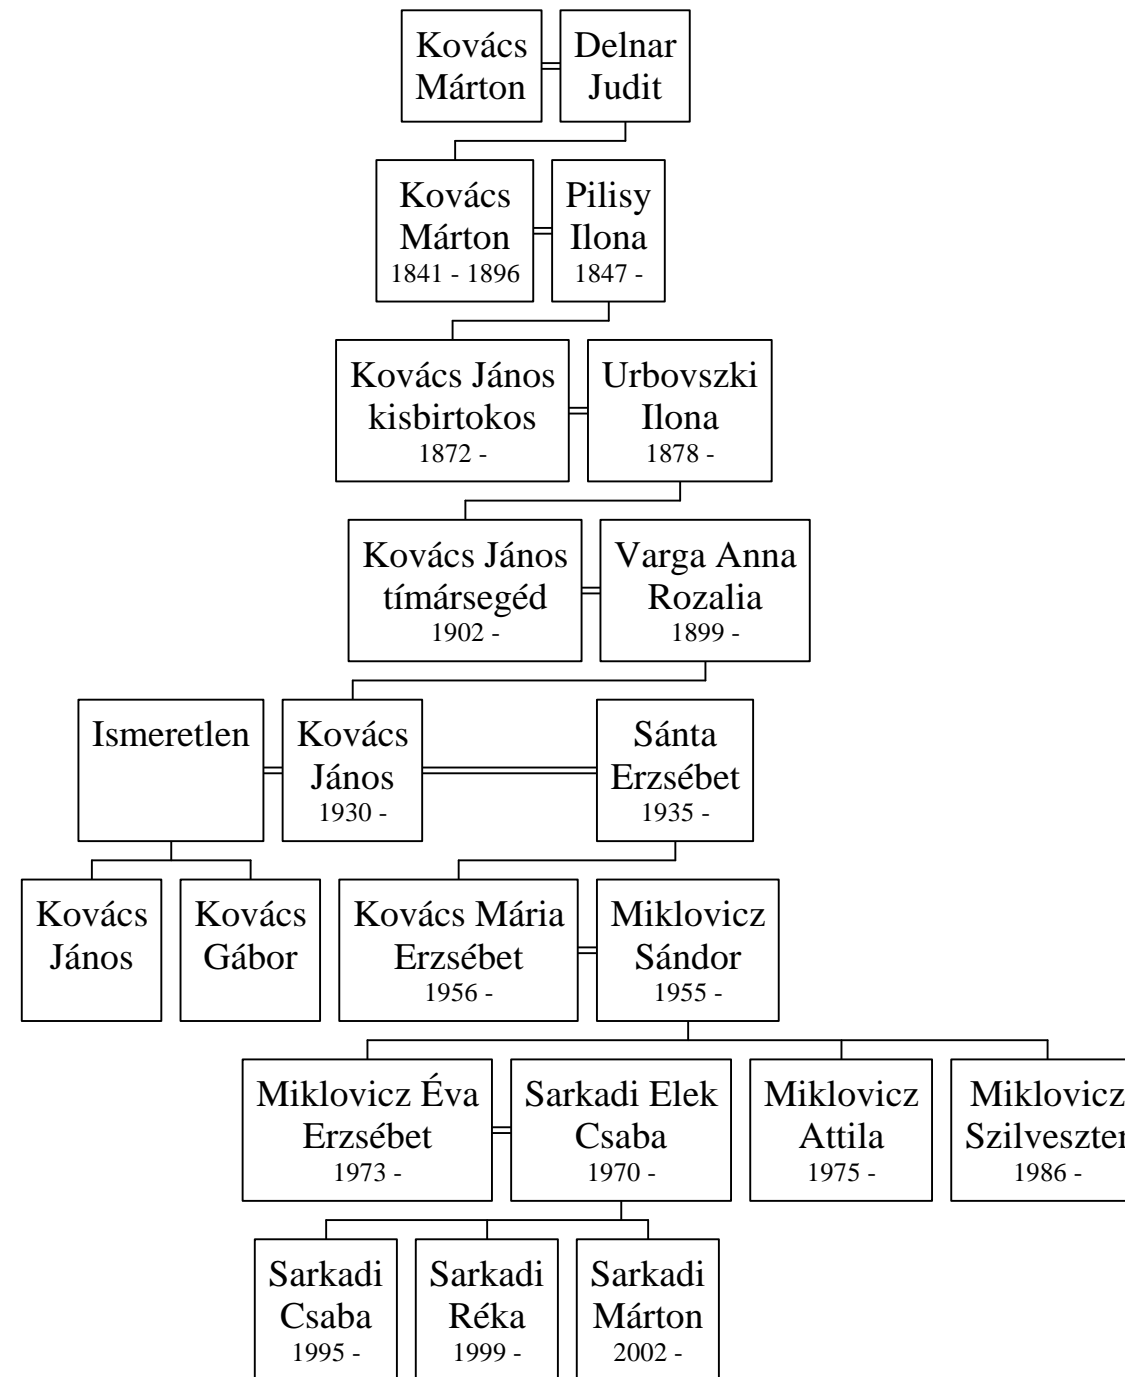 Kovács
Márton
Delnar
Judit
Kovács
Márton
1841 - 1896
Pilisy
Ilona
1847 -
Kovács János
kisbirtokos
1872 -
Urbovszki
Ilona
1878 -
Kovács János
tímársegéd
1902 -
Varga Anna
Rozalia
1899 -
Ismeretlen
Kovács
János
1930 -
Sánta
Erzsébet
1935 -
Kovács
János
Kovács
Gábor
Kovács Mária
Erzsébet
1956 -
Miklovicz
Sándor
1955 -
Miklovicz Éva
Erzsébet
1973 -
Sarkadi Elek
Csaba
1970 -
Miklovicz
Attila
1975 -
Miklovicz
Szilveszter
1986 -
Sarkadi
Csaba
1995 -
Sarkadi
Réka
1999 -
Sarkadi
Márton
2002 -